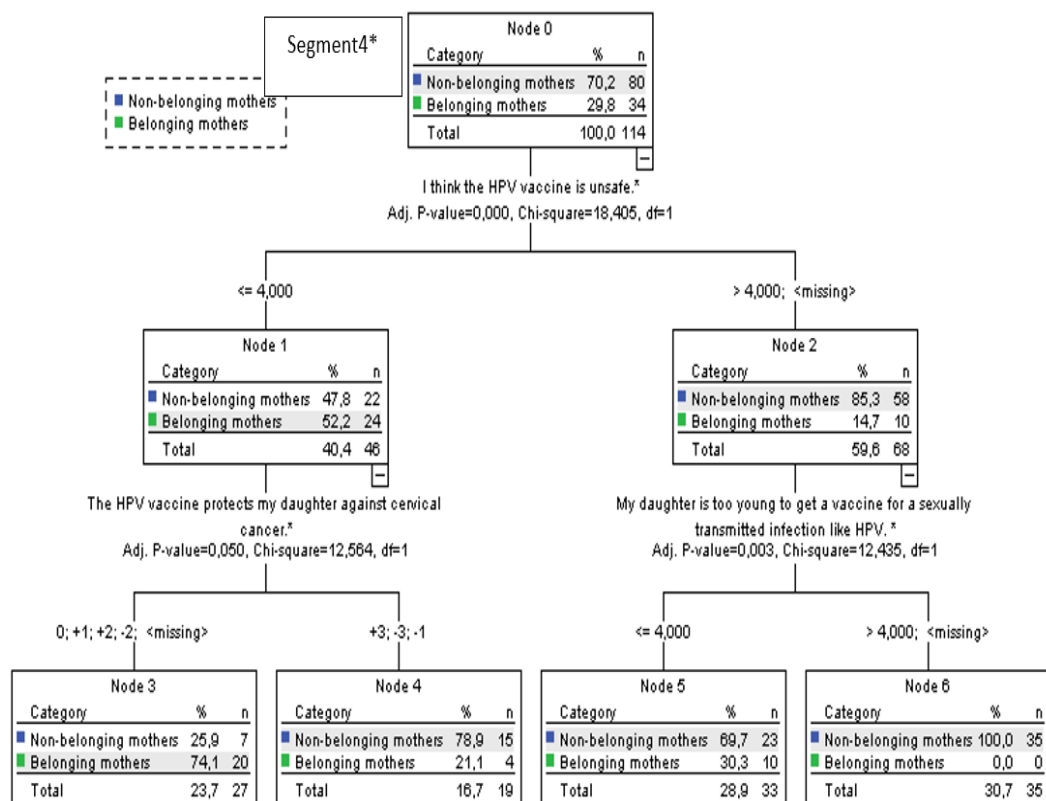 Segment4*
Non-belonging mothers
Belonging mothers
Node 0
Category % n
Non-belonging mothers 70,2 80
Belonging mothers 29,8 34
Total 100,0 114
I think the HPV vaccine is unsafe.*
Adj. P-value=0,000, Chi-square=18,405, df=1
<= 4,000
> 4,000; <missing>
Node 1
Category % n
Non-belonging mothers 47,8 22
Belonging mothers 52,2 24
Total 40,4 46
Node 2
Category % n
Non-belonging mothers 85,3 58
Belonging mothers 14,7 10
Total 59,6 68
The HPV vaccine protects my daughter against cervical
cancer.*
Adj. P-value=0,050, Chi-square=12,564, df=1
My daughter is too young to get a vaccine for a sexually
transmitted infection like HPV. *
Adj. P-value=0,003, Chi-square=12,435, df=1
0; +1; +2; -2; <missing>
+3; -3; -1
<= 4,000
> 4,000; <missing>
Node 3
Category % n
Non-belonging mothers 25,9 7
Belonging mothers 74,1 20
Total 23,7 27
Node 4
Category % n
Non-belonging mothers 78,9 15
Belonging mothers 21,1 4
Total 16,7 19
Node 5
Category % n
Non-belonging mothers 69,7 23
Belonging mothers 30,3 10
Total 28,9 33
Node 6
Category % n
Non-belonging mothers 100,0 35
Belonging mothers 0,0 0
Total 30,7 35